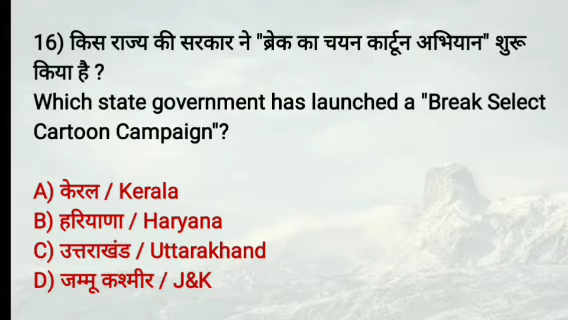 16) किस राज्य की सरकार ने "ब्रेक का चयन कार्टून अभियान" शुरू
किया है ?
Which state government has launched a "Break Select
Cartoon Campaign"?
A) केरल / Kerala
B) हरियाणा / Haryana
C) उत्तराखंड / Uttarakhand
D) जम्मू कश्मीर / J&K